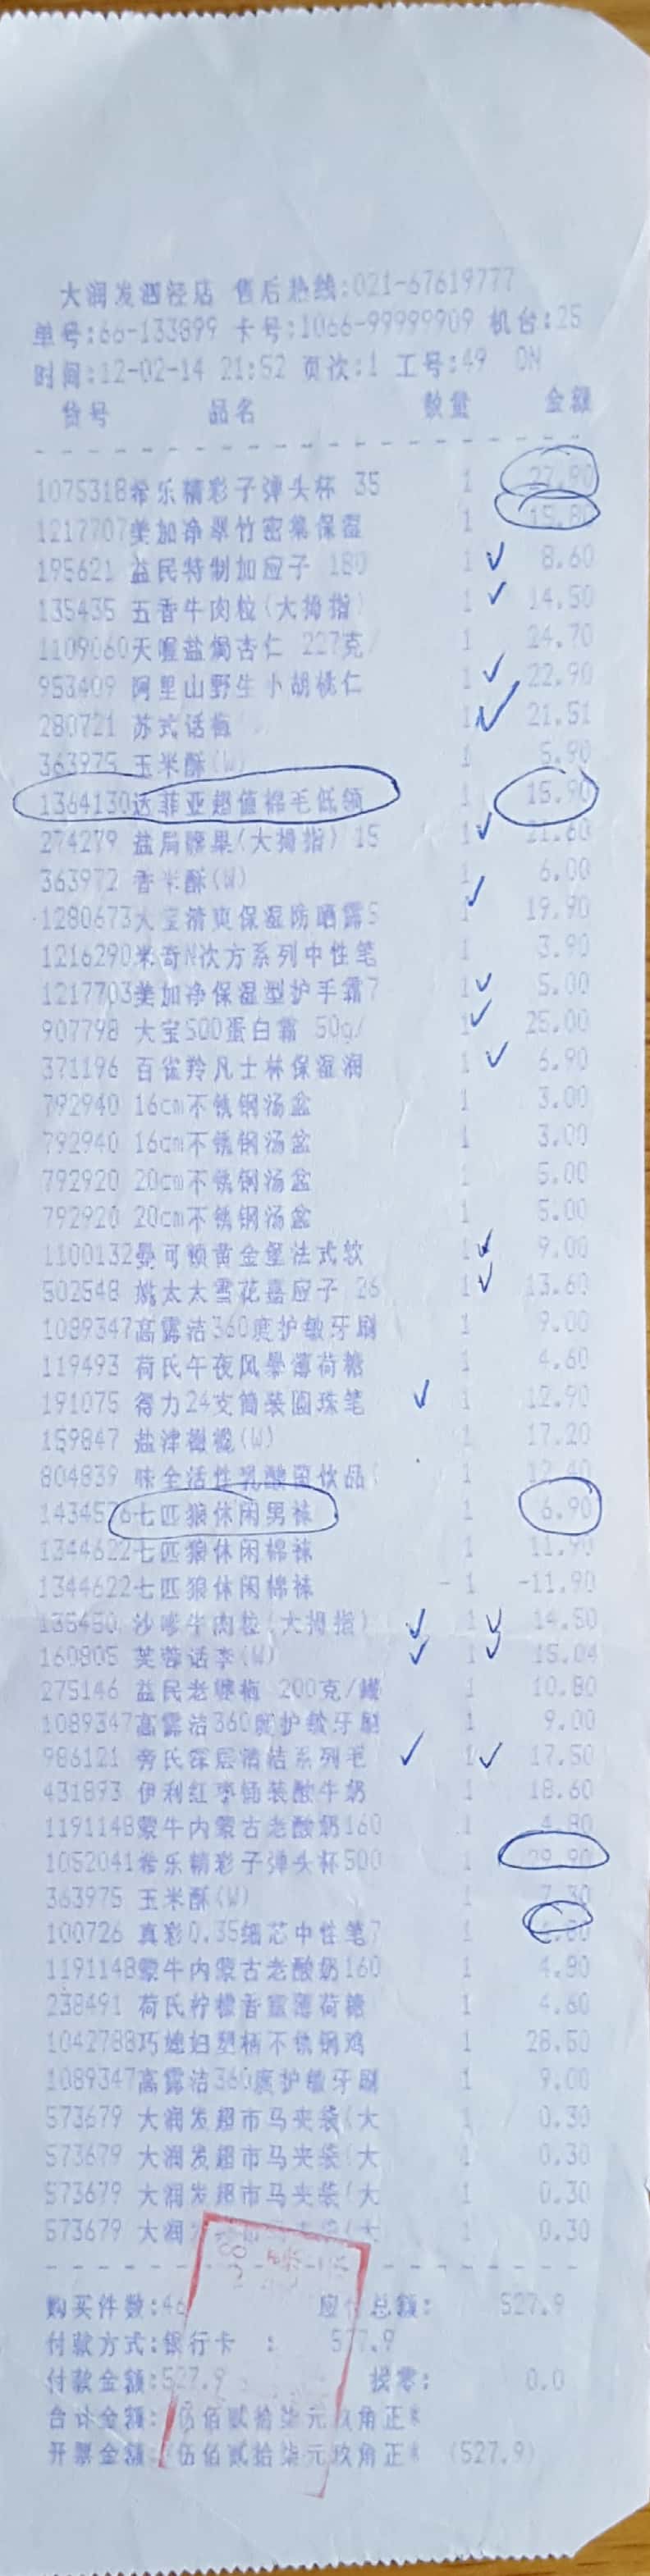 大润发泗泾店 售后热线:021-67619777
单号:66-133899 卡号:1066-99999909 机台:25
时间:12-02-14 21:52 页次:1 工号:49 ON
货号 品名 数量 金额
1075318希乐精彩子弹头杯 35 1 27.90
1217707美加净翠竹密集保湿 1 15.80
195621 益民特制加应子 180 1 8.60
135435 五香牛肉粒(大拇指) 1 14.50
1109060天喔盐焗杏仁 227克/ 1 24.70
953409 阿里山野生小胡桃仁 1 22.90
280721 苏式话梅 1 21.51
363975 玉米酥(W) 1 5.90
1364130达菲亚超值棉毛低领 1 15.90
274279 盐焗腰果(大拇指) 15 1 21.60
363972 香米酥(W) 1 6.00
1280673大宝清爽保湿防晒露5 1 19.90
1216290米奇N次方系列中性笔 1 3.90
1217703美加净保湿型护手霜7 1 5.00
907798 大宝SOD蛋白霜 50g/ 1 25.00
371196 百雀羚凡士林保湿润 1 6.90
792940 16cm不锈钢汤盆 1 3.00
792940 16cm不锈钢汤盆 1 3.00
792920 20cm不锈钢汤盆 1 5.00
792920 20cm不锈钢汤盆 1 5.00
1100132曼可顿黄金堡法式软 1 9.00
502548 姚太太雪花嘉应子 26 1 13.60
1089347高露洁360度护敏牙刷 1 9.00
119493 荷氏午夜风暴薄荷糖 1 4.60
191075 得力24支筒装圆珠笔 1 12.90
159847 盐津橄榄(W) 1 17.20
804839 味全活性乳酸菌饮品( 1 12.40
1434576七匹狼休闲男袜 1 6.90
1344622七匹狼休闲棉袜 1 11.90
1344622七匹狼休闲棉袜 -1 -11.90
135450 沙嗲牛肉粒(大拇指) 1 14.50
160805 芙蓉话李(W) 1 15.04
275146 益民老婆梅 200克/罐 1 10.80
1089347高露洁360度护敏牙刷 1 9.00
986121 旁氏深层清洁系列毛 1 17.50
431893 伊利红枣桶装酸牛奶 1 18.60
1191148蒙牛内蒙古老酸奶160 1 4.80
1052041希乐精彩子弹头杯500 1 29.90
363975 玉米酥(W) 1 7.30
100726 真彩0.35细芯中性笔7 1
1191148蒙牛内蒙古老酸奶160 1 4.80
238491 荷氏柠檬香蜜薄荷糖 1 4.60
1042788巧媳妇塑柄不锈钢鸡 1 28.50
1089347高露洁360度护敏牙刷 1 9.00
573679 大润发超市马夹袋(大 1 0.30
573679 大润发超市马夹袋(大 1 0.30
573679 大润发超市马夹袋(大 1 0.30
573679 大润 (大 1 0.30
购买件数:46 应付总额: 527.9
付款方式:银行卡 : 527.9
付款金额:527.9 找零: 0.0
合计金额: 伍佰贰拾柒元玖角正*
开票金额: 伍佰贰拾柒元玖角正* (527.9)